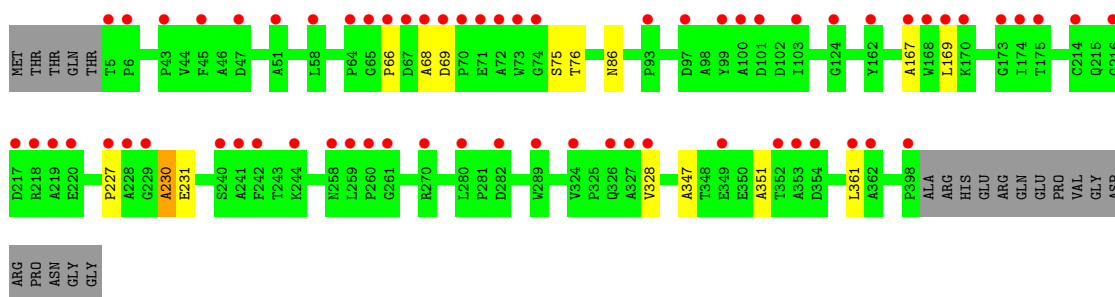 MET THR THR GLN THR T5 P6 P43 V44 F45 A46 D47 A51 L58 P64 G65 P66 D67 A68 D69 P70 E71 A72 W73 G74 S75 T76 N86 P93 D97 A98 Y99 A100 D101 D102 I103 G124 Y162 A167 W168 L169 K170 G173 I174 T175 C214 Q215
D217 R218 A219 E220 P227 A228 G229 A230 E231 S240 A241 F242 T243 K244 N258 L259 P260 G261 R270 L280 P281 D282 W289 V324 P325 Q326 A327 V328 A347 T348 E349 E350 A351 T352 A353 D354 L361 A362 P398 ALA ARG HIS GLU ARG GLN GLU PRO VAL GLY ASP
ARG PRO ASN GLY GLY